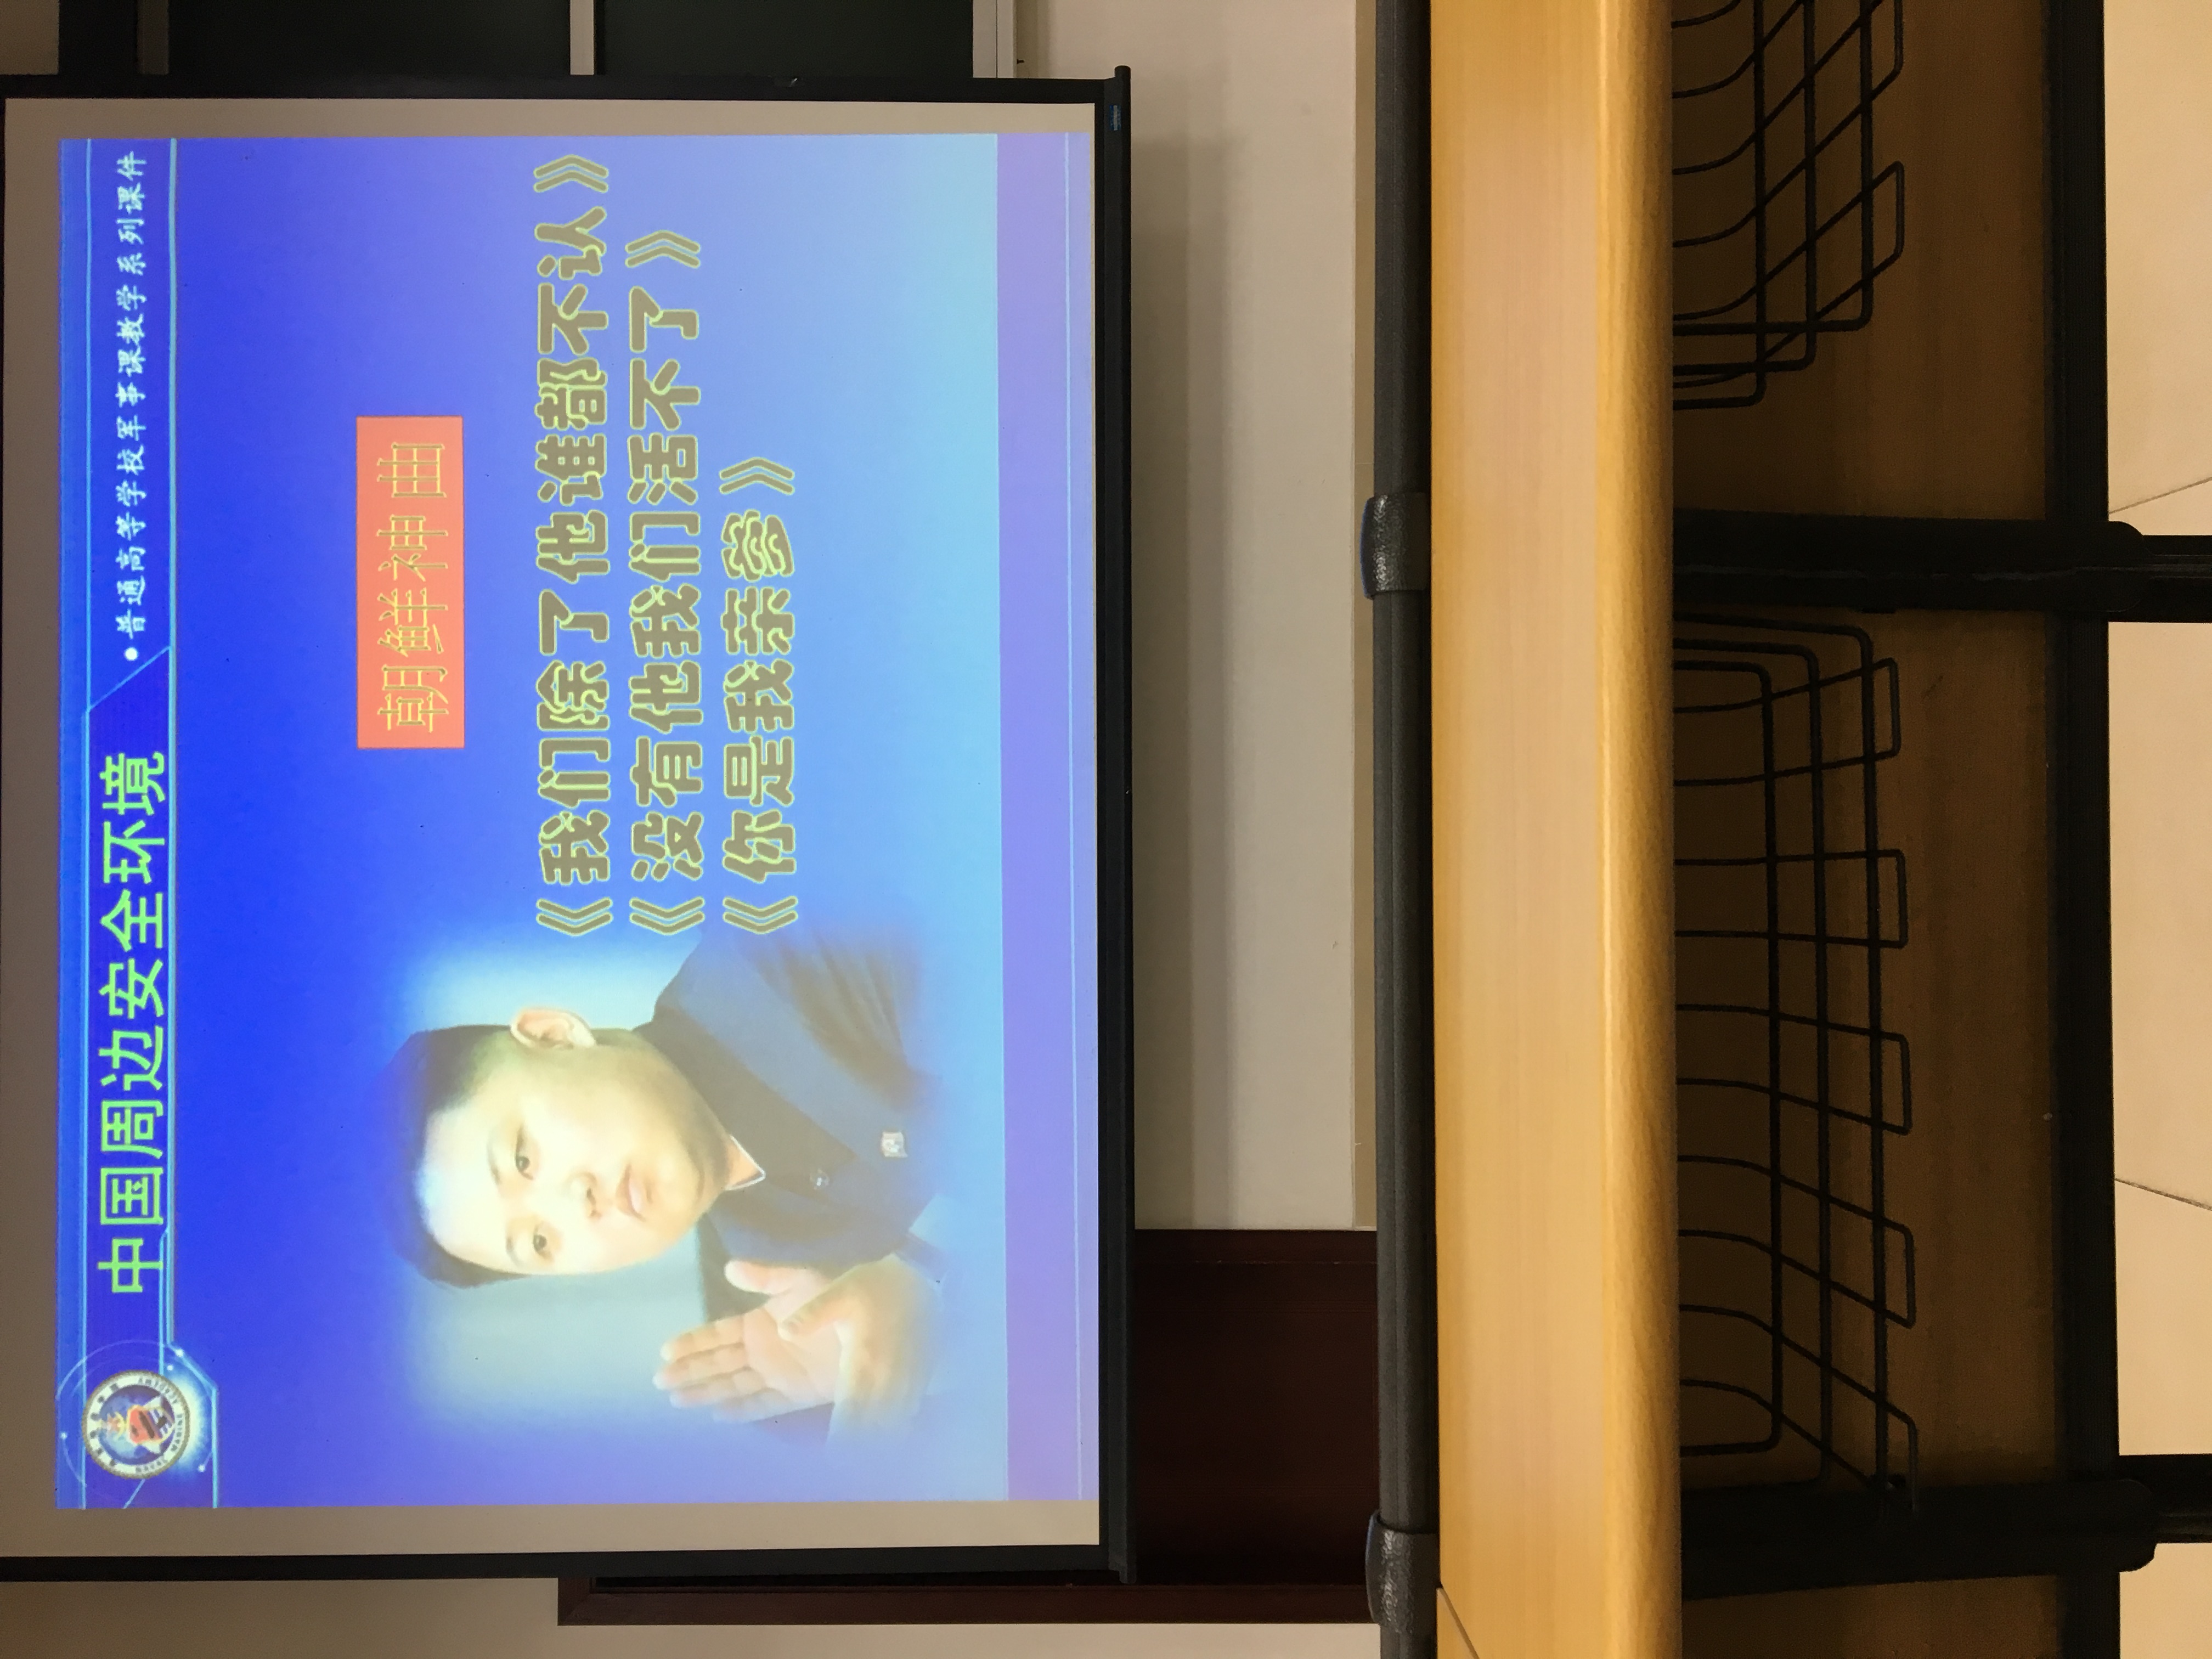 中国周边安全环境
•普通高等学校军事课教学系列课件
MARINE ACADEMY
朝鲜神曲
《我们除了他谁都不认》
《没有他我们活不了》
《你是我亲爹》